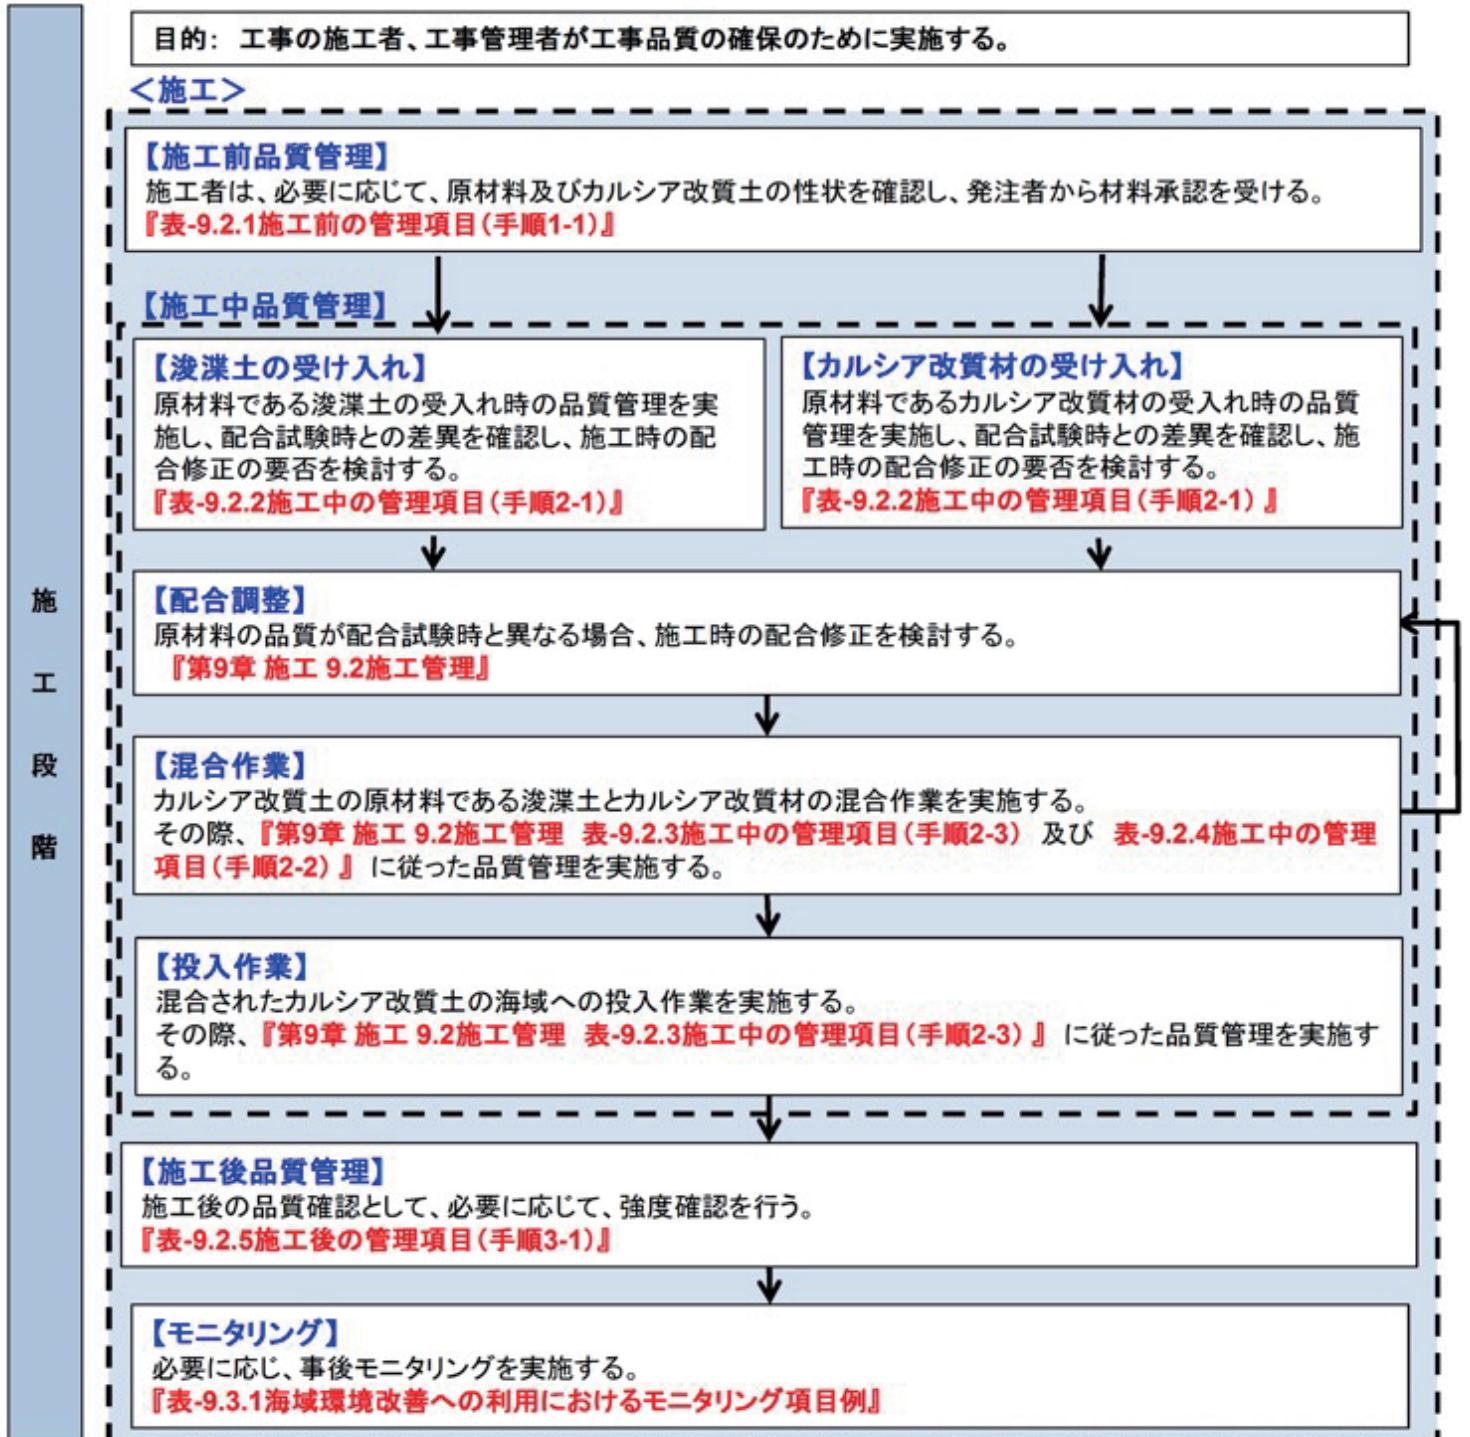 目的： 工事の施工者、工事管理者が工事品質の確保のために実施する。
＜施工＞
【施工前品質管理】
施工者は、必要に応じて、原材料及びカルシア改質土の性状を確認し、発注者から材料承認を受ける。
『表-9.2.1施工前の管理項目（手順1-1）』
【施工中品質管理】
【浚渫土の受け入れ】
原材料である浚渫土の受入れ時の品質管理を実
施し、配合試験時との差異を確認し、施工時の配
合修正の要否を検討する。
『表-9.2.2施工中の管理項目（手順2-1）』
【カルシア改質材の受け入れ】
原材料であるカルシア改質材の受入れ時の品質
管理を実施し、配合試験時との差異を確認し、施
工時の配合修正の要否を検討する。
『表-9.2.2施工中の管理項目（手順2-1）』
【配合調整】
原材料の品質が配合試験時と異なる場合、施工時の配合修正を検討する。
『第9章 施工 9.2施工管理』
【混合作業】
カルシア改質土の原材料である浚渫土とカルシア改質材の混合作業を実施する。
その際、『第9章 施工 9.2施工管理 表-9.2.3施工中の管理項目（手順2-3） 及び 表-9.2.4施工中の管理
項目（手順2-2）』に従った品質管理を実施する。
【投入作業】
混合されたカルシア改質土の海域への投入作業を実施する。
その際、『第9章 施工 9.2施工管理 表-9.2.3施工中の管理項目（手順2-3）』に従った品質管理を実施す
る。
【施工後品質管理】
施工後の品質確認として、必要に応じて、強度確認を行う。
『表-9.2.5施工後の管理項目（手順3-1）』
【モニタリング】
必要に応じ、事後モニタリングを実施する。
『表-9.3.1海域環境改善への利用におけるモニタリング項目例』
施工段階